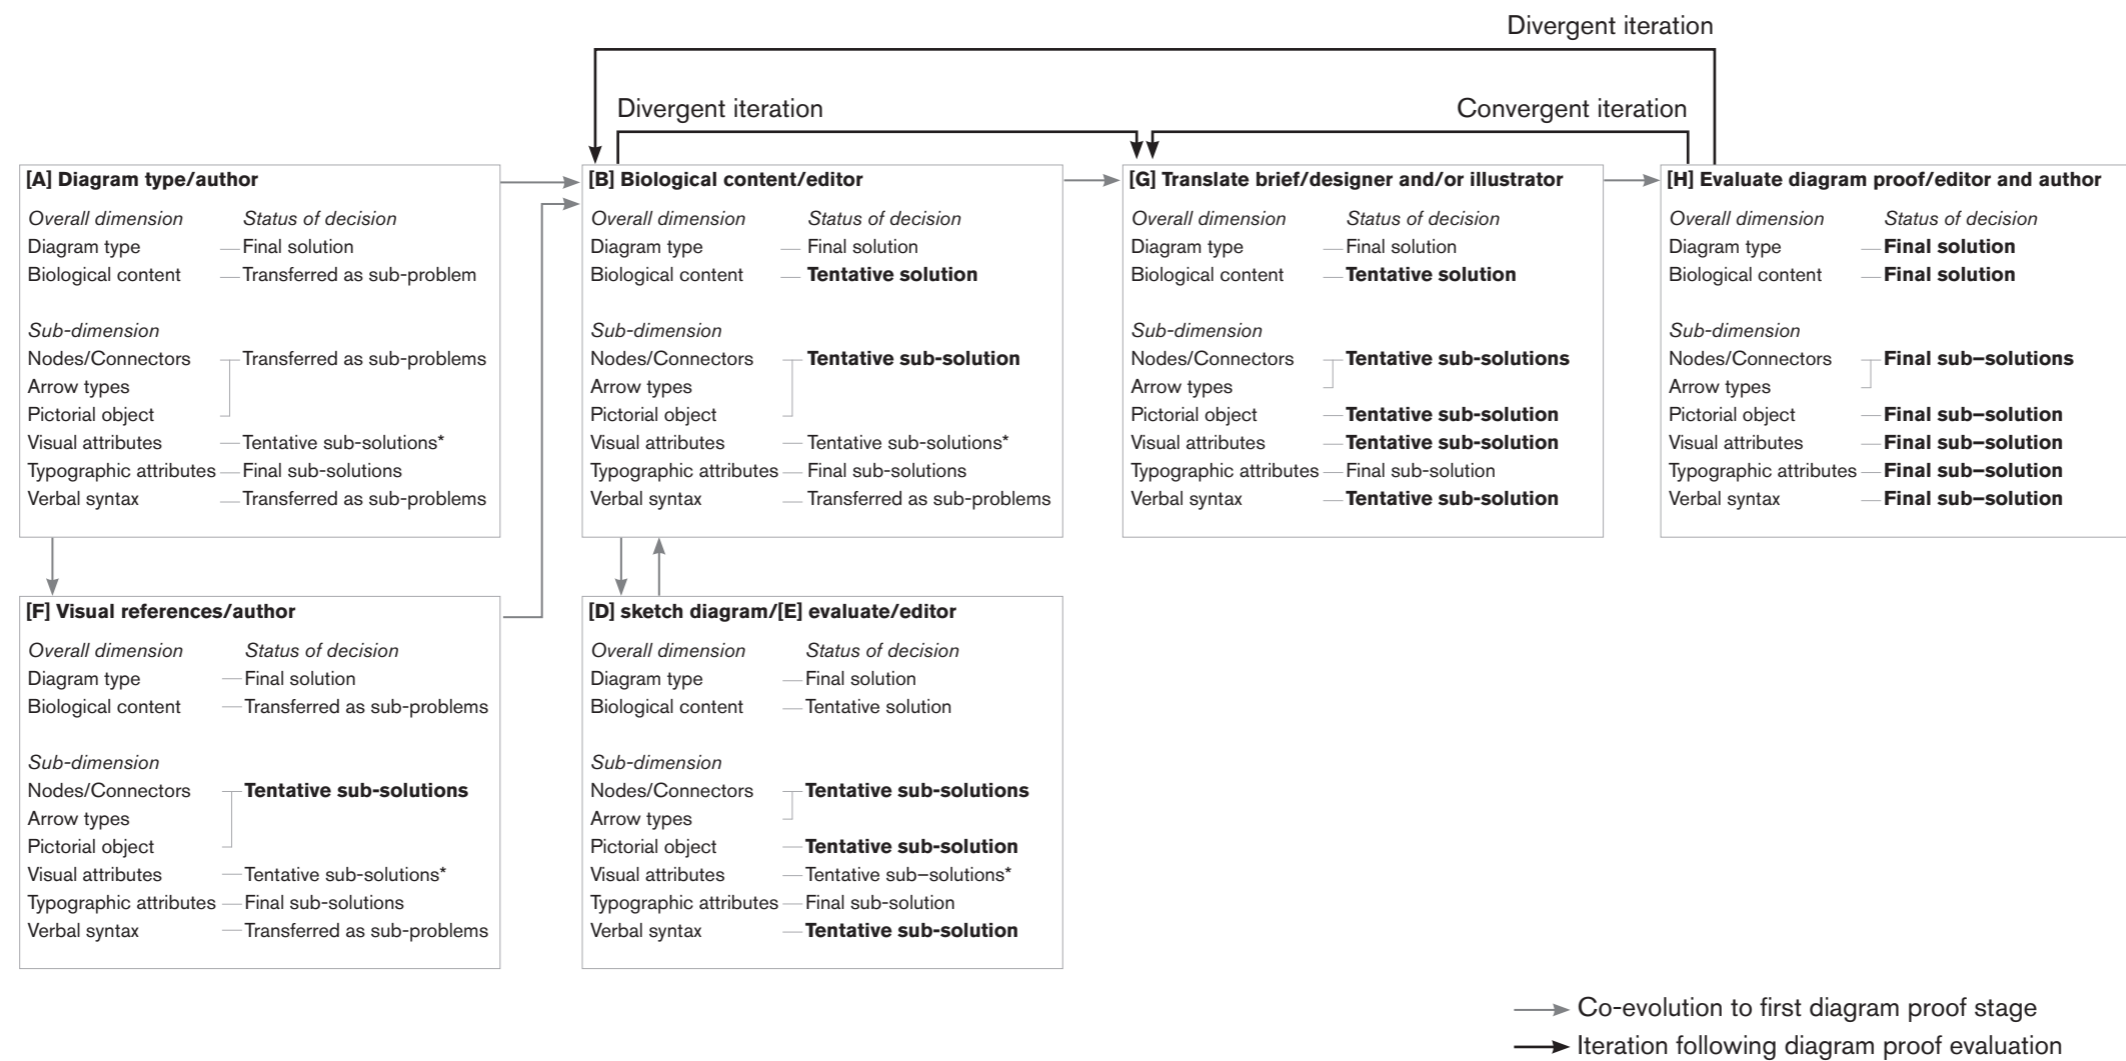 Divergent iteration
Divergent iteration
Convergent iteration
[A] Diagram type/author
Overall dimension Status of decision
Diagram type Final solution
Biological content Transferred as sub-problem
Sub-dimension
Nodes/Connectors Transferred as sub-problems
Arrow types
Pictorial object
Visual attributes Tentative sub-solutions*
Typographic attributes Final sub-solutions
Verbal syntax Transferred as sub-problems
[B] Biological content/editor
Overall dimension Status of decision
Diagram type Final solution
Biological content Tentative solution
Sub-dimension
Nodes/Connectors Tentative sub-solution
Arrow types
Pictorial object
Visual attributes Tentative sub-solutions*
Typographic attributes Final sub-solutions
Verbal syntax Transferred as sub-problems
[G] Translate brief/designer and/or illustrator
Overall dimension Status of decision
Diagram type Final solution
Biological content Tentative solution
Sub-dimension
Nodes/Connectors Tentative sub-solutions
Arrow types
Pictorial object Tentative sub-solution
Visual attributes Tentative sub-solution
Typographic attributes Final sub-solution
Verbal syntax Tentative sub-solution
[H] Evaluate diagram proof/editor and author
Overall dimension Status of decision
Diagram type Final solution
Biological content Final solution
Sub-dimension
Nodes/Connectors Final sub–solutions
Arrow types
Pictorial object Final sub–solution
Visual attributes Final sub–solution
Typographic attributes Final sub–solution
Verbal syntax Final sub–solution
[F] Visual references/author
Overall dimension Status of decision
Diagram type Final solution
Biological content Transferred as sub-problems
Sub-dimension
Nodes/Connectors Tentative sub-solutions
Arrow types
Pictorial object
Visual attributes Tentative sub-solutions*
Typographic attributes Final sub-solutions
Verbal syntax Transferred as sub-problems
[D] sketch diagram/[E] evaluate/editor
Overall dimension Status of decision
Diagram type Final solution
Biological content Tentative solution
Sub-dimension
Nodes/Connectors Tentative sub-solutions
Arrow types
Pictorial object Tentative sub-solution
Visual attributes Tentative sub–solutions*
Typographic attributes Final sub-solution
Verbal syntax Tentative sub-solution
Co-evolution to first diagram proof stage
Iteration following diagram proof evaluation